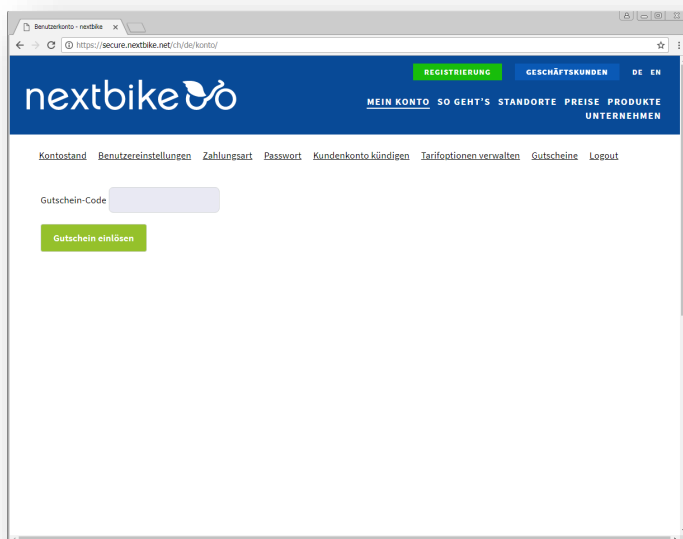 Benutzerkonto - nextbike
https://secure.nextbike.net/ch/de/konto/
REGISTRIERUNG GESCHÄFTSKUNDEN DE EN
nextbike
MEIN KONTO SO GEHT'S STANDORTE PREISE PRODUKTE
UNTERNEHMEN
Kontostand Benutzereinstellungen Zahlungsart Passwort Kundenkonto kündigen Tarifoptionen verwalten Gutscheine Logout
Gutschein-Code
Gutschein einlösen